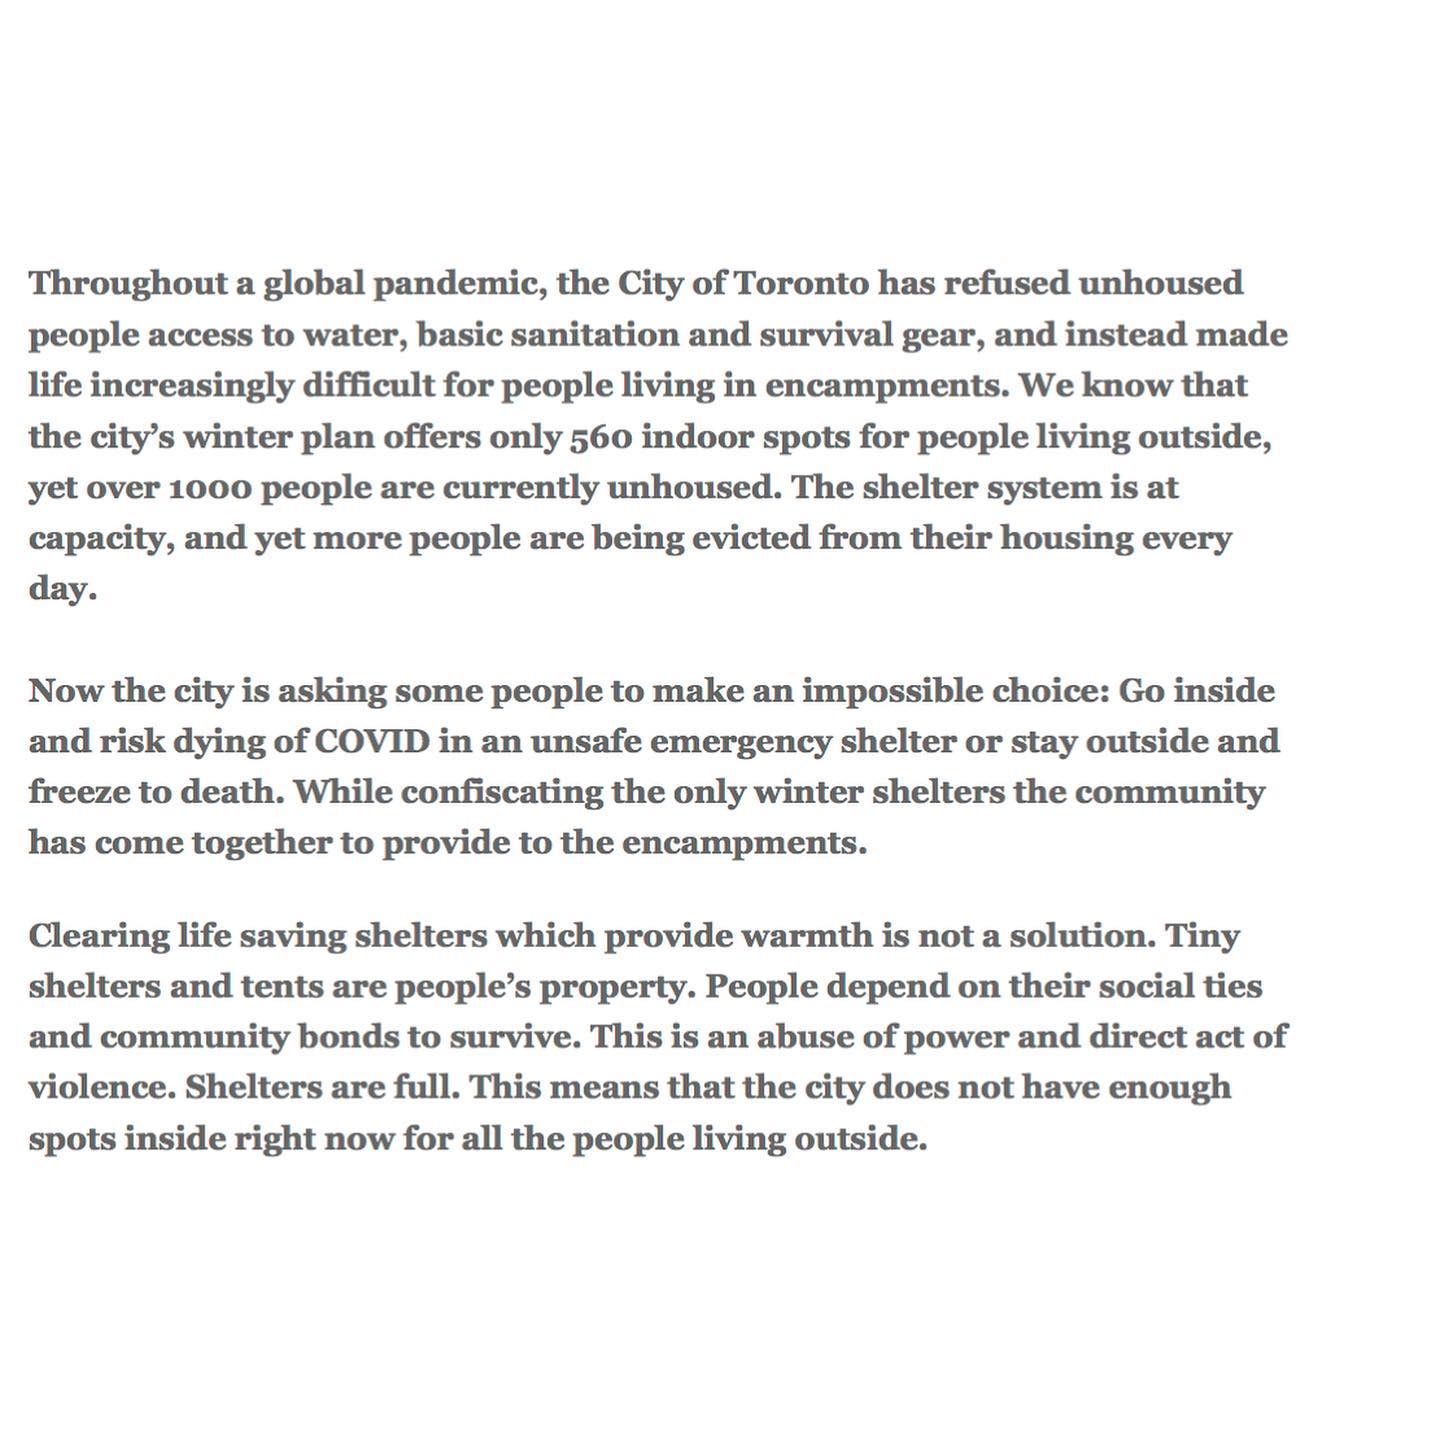 Throughout a global pandemic, the City of Toronto has refused unhoused
people access to water, basic sanitation and survival gear, and instead made
life increasingly difficult for people living in encampments. We know that
the city’s winter plan offers only 560 indoor spots for people living outside,
yet over 1000 people are currently unhoused. The shelter system is at
capacity, and yet more people are being evicted from their housing every
day.
Now the city is asking some people to make an impossible choice: Go inside
and risk dying of COVID in an unsafe emergency shelter or stay outside and
freeze to death. While confiscating the only winter shelters the community
has come together to provide to the encampments.
Clearing life saving shelters which provide warmth is not a solution. Tiny
shelters and tents are people’s property. People depend on their social ties
and community bonds to survive. This is an abuse of power and direct act of
violence. Shelters are full. This means that the city does not have enough
spots inside right now for all the people living outside.